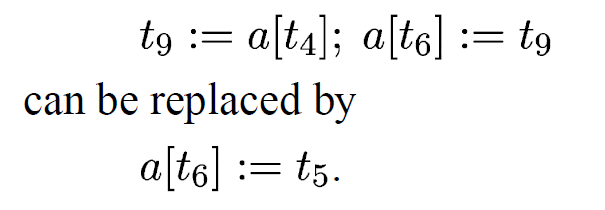 t₉ := a[t₄]; a[t₆] := t₉
can be replaced by
a[t₆] := t₅.